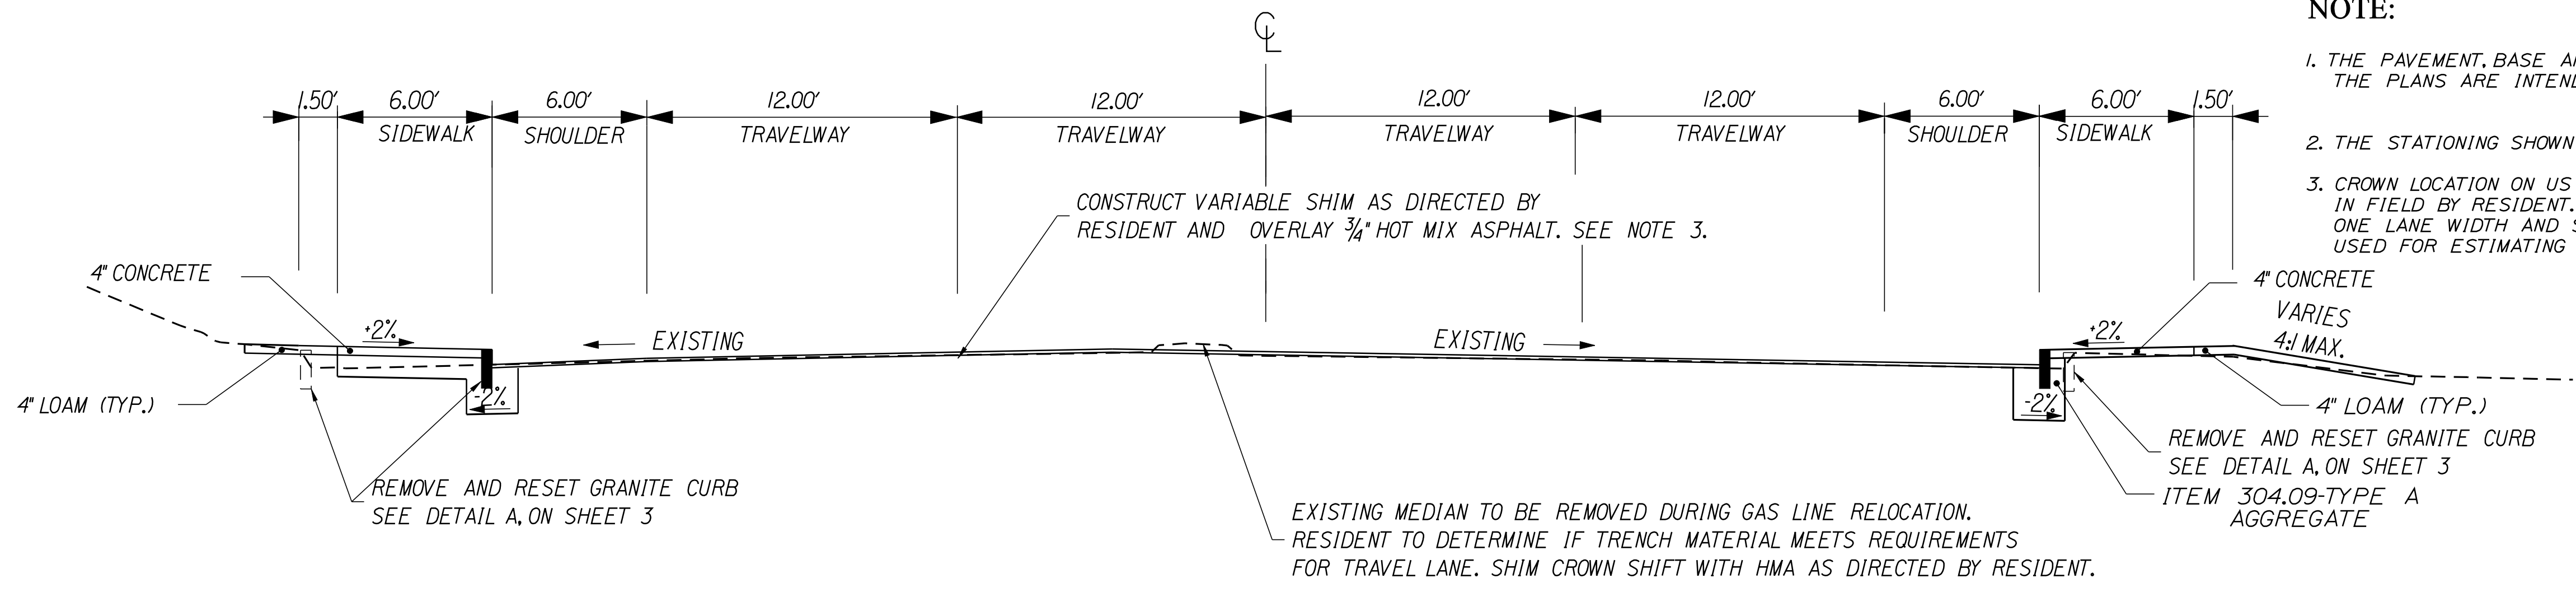 ℄
NOTE:
1. THE PAVEMENT, BASE
THE PLANS ARE
2. THE STATIONING SHOWN
3. CROWN LOCATION ON US
IN FIELD BY RESIDENT.
ONE LANE WIDTH AND
USED FOR ESTIMATING
1.50' 6.00' 6.00' 12.00' 12.00' 12.00' 12.00' 6.00' 6.00' 1.50'
SIDEWALK SHOULDER TRAVELWAY TRAVELWAY TRAVELWAY TRAVELWAY SHOULDER SIDEWALK
CONSTRUCT VARIABLE SHIM AS DIRECTED BY
RESIDENT AND OVERLAY 3/4" HOT MIX ASPHALT. SEE NOTE 3.
4" CONCRETE
4" CONCRETE
VARIES
4:1 MAX.
+2%
EXISTING
EXISTING
+2%
-2%
-2%
4" LOAM (TYP.)
4" LOAM (TYP.)
REMOVE AND RESET GRANITE CURB
SEE DETAIL A, ON SHEET 3
REMOVE AND RESET GRANITE CURB
SEE DETAIL A, ON SHEET 3
ITEM 304.09-TYPE A
AGGREGATE
EXISTING MEDIAN TO BE REMOVED DURING GAS LINE RELOCATION.
RESIDENT TO DETERMINE IF TRENCH MATERIAL MEETS REQUIREMENTS
FOR TRAVEL LANE. SHIM CROWN SHIFT WITH HMA AS DIRECTED BY RESIDENT.